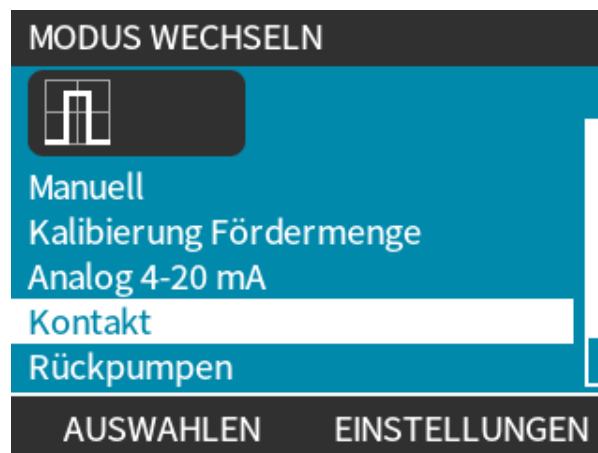 MODUS WECHSELN
Manuell
Kalibierung Fördermenge
Analog 4-20 mA
Kontakt
Rückpumpen
AUSWAHLEN EINSTELLUNGEN